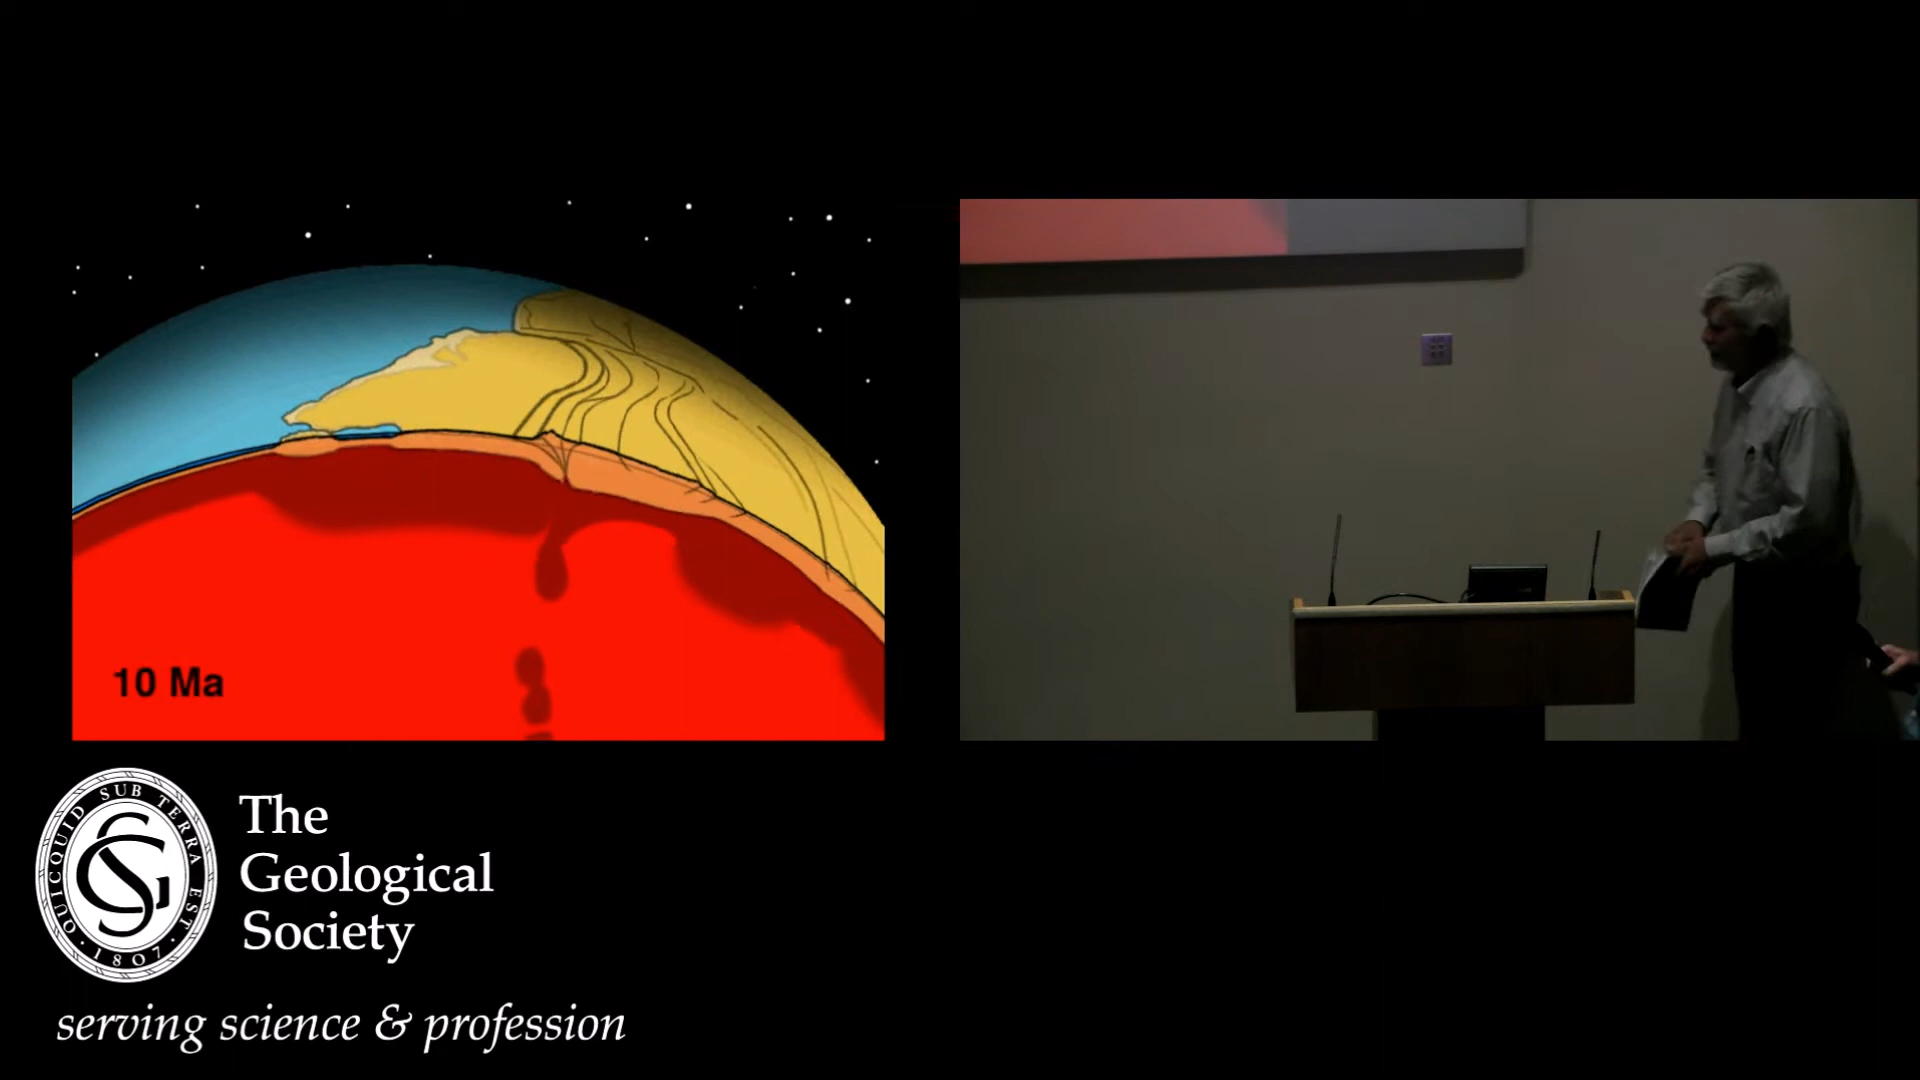 10 Ma
QUICQUID SUB TERRA EST
1807
The
Geological
Society
serving science & profession